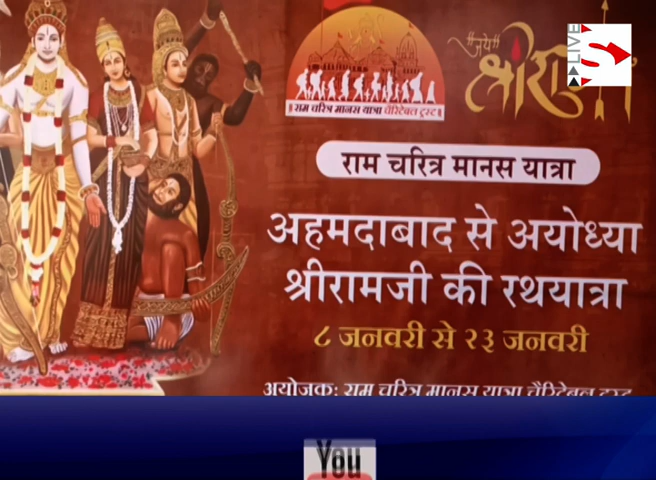 "जय"
श्रीराम
LIVE
S
॥ राम चरित्र मानस यात्रा चैरिटेबल ट्रस्ट ॥
राम चरित्र मानस यात्रा
अहमदाबाद से अयोध्या
श्रीरामजी की रथयात्रा
८ जनवरी से २३ जनवरी
अयोजक: राम चरित्र मानस यात्रा चैरिटेबल ट्रस्ट
You